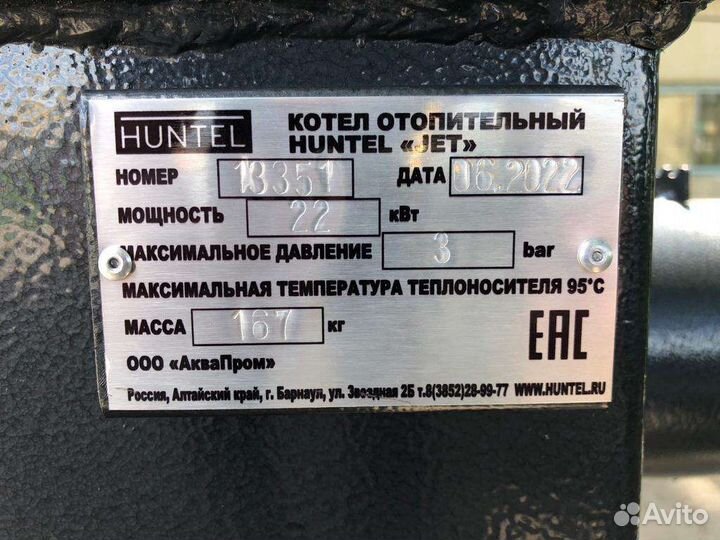 HUNTEL
КОТЕЛ ОТОПИТЕЛЬНЫЙ
HUNTEL «JET»
НОМЕР 13351 ДАТА 06.2022
МОЩНОСТЬ 22 кВт
МАКСИМАЛЬНОЕ ДАВЛЕНИЕ 3 bar
МАКСИМАЛЬНАЯ ТЕМПЕРАТУРА ТЕПЛОНОСИТЕЛЯ 95°С
МАССА 167 кг
ЕАС
ООО «АкваПром»
Россия, Алтайский край, г. Барнаул, ул. Звездная 2Б т.8(3852)28-99-77 WWW.HUNTEL.RU
Avito